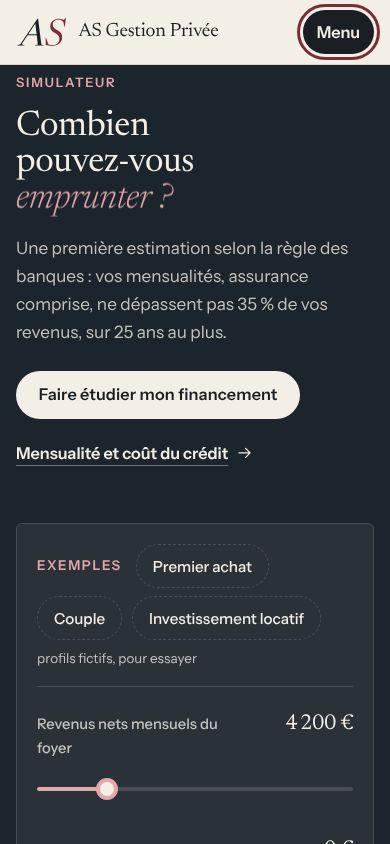 AS AS Gestion Privée Menu
SIMULATEUR
Combien
pouvez-vous
emprunter ?
Une première estimation selon la règle des
banques : vos mensualités, assurance
comprise, ne dépassent pas 35 % de vos
revenus, sur 25 ans au plus.
Faire étudier mon financement
Mensualité et coût du crédit →
EXEMPLES Premier achat
Couple Investissement locatif
profils fictifs, pour essayer
Revenus nets mensuels du 4 200 €
foyer